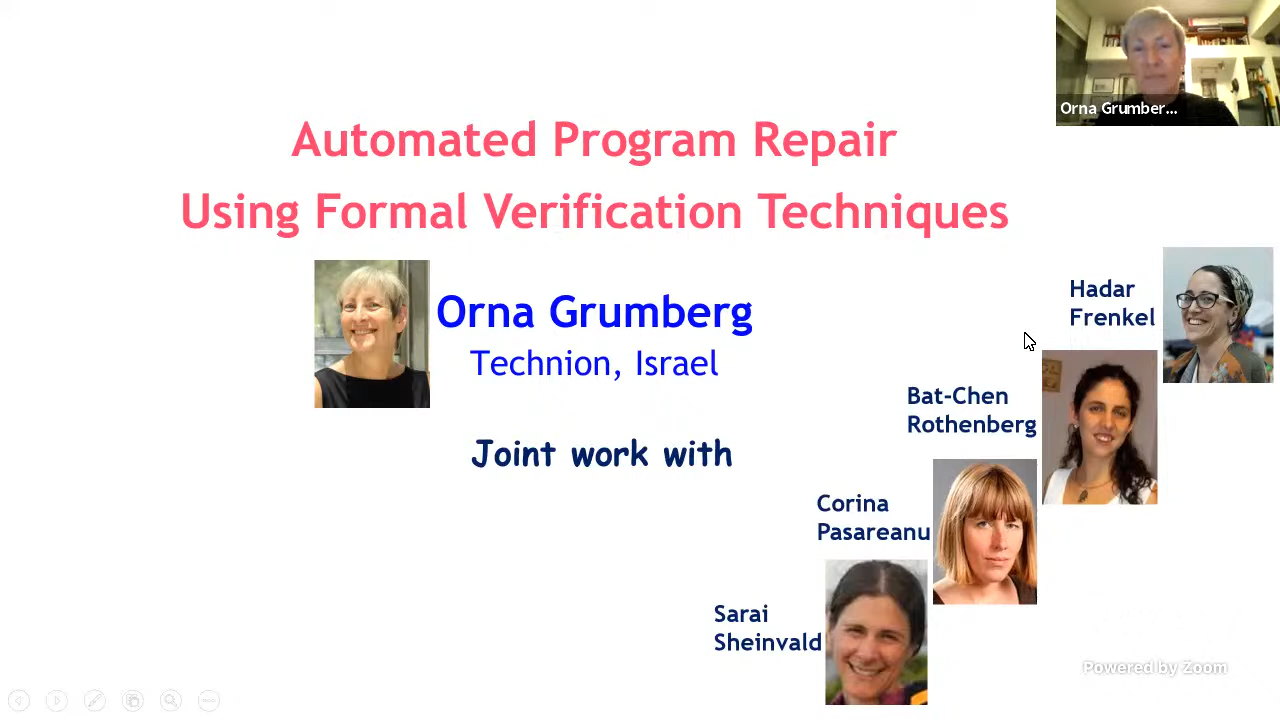 Automated Program Repair
Using Formal Verification Techniques
Orna Grumber...
Orna Grumberg
Technion, Israel
Joint work with
Hadar
Frenkel
Bat-Chen
Rothenberg
Corina
Pasareanu
Sarai
Sheinvald
Powered by Zoom